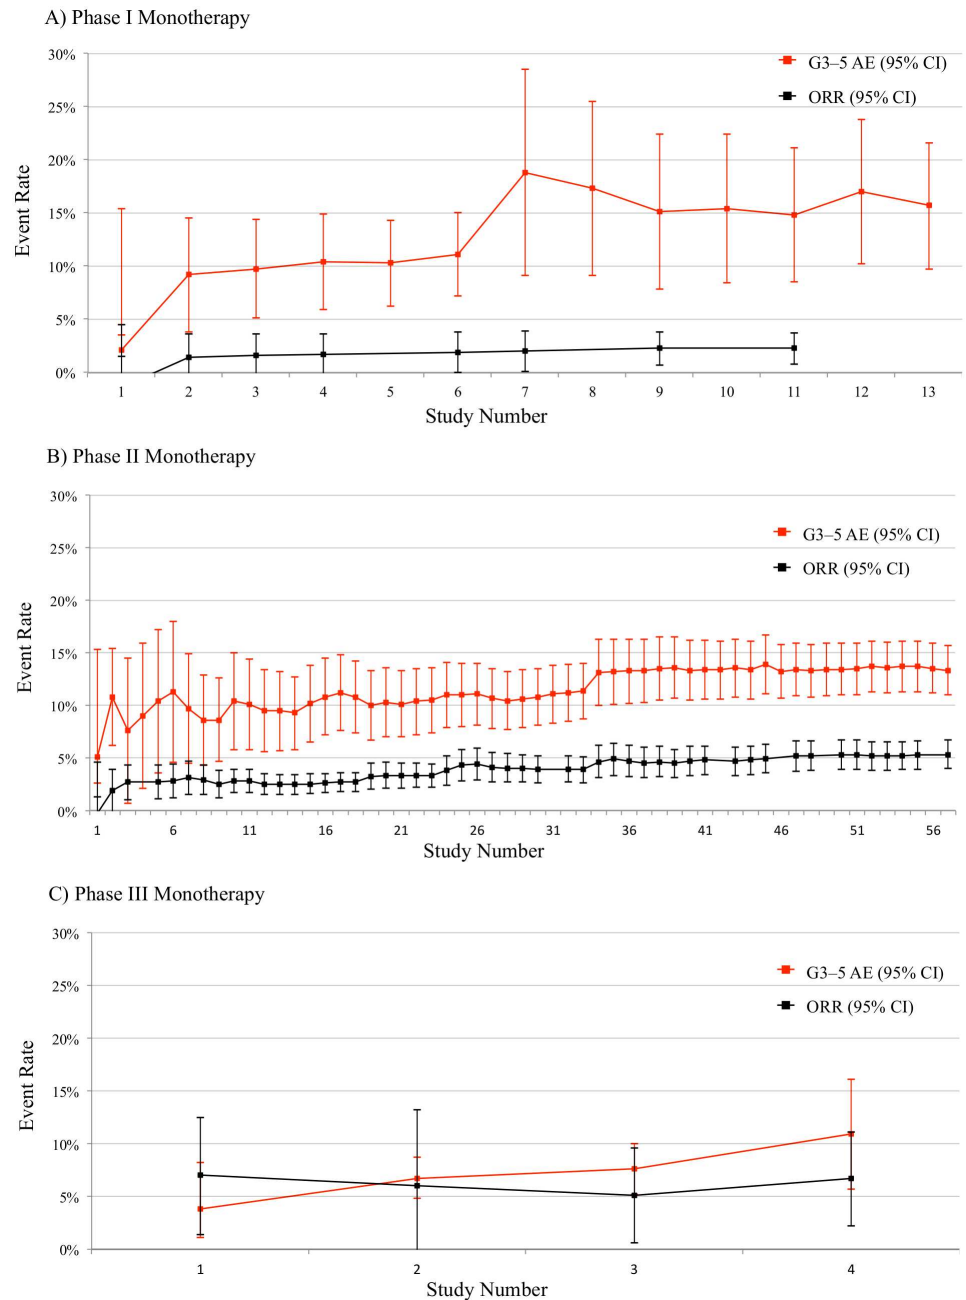 A) Phase I Monotherapy
30%
25%
20%
15%
10%
5%
0%
Event Rate
G3–5 AE (95% CI)
ORR (95% CI)
1 2 3 4 5 6 7 8 9 10 11 12 13
Study Number
B) Phase II Monotherapy
30%
25%
20%
15%
10%
5%
0%
Event Rate
G3–5 AE (95% CI)
ORR (95% CI)
1 6 11 16 21 26 31 36 41 46 51 56
Study Number
C) Phase III Monotherapy
30%
25%
20%
15%
10%
5%
0%
Event Rate
G3–5 AE (95% CI)
ORR (95% CI)
1 2 3 4
Study Number